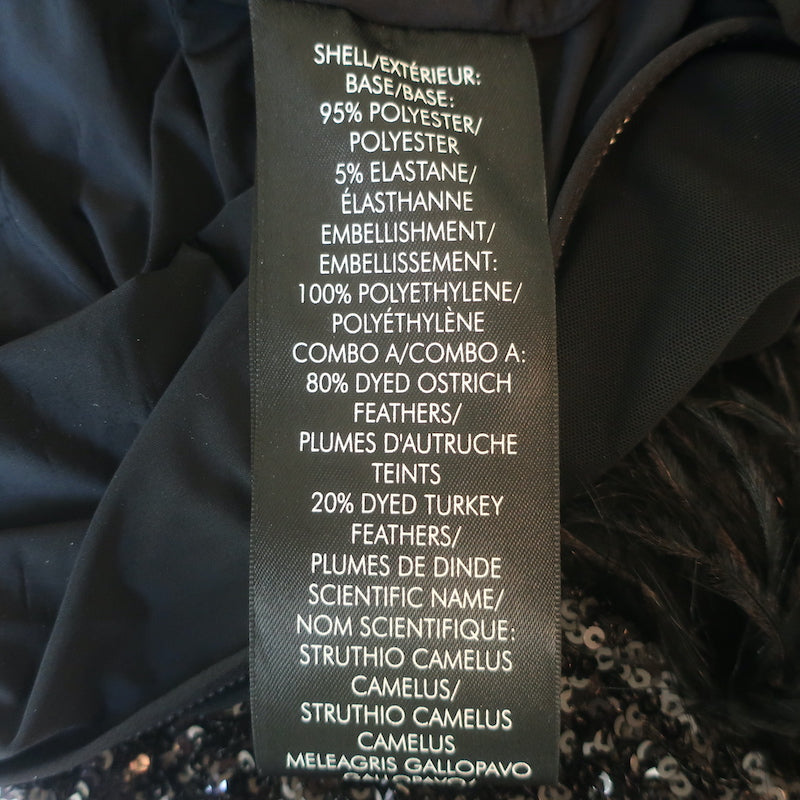 SHELL/EXTÉRIEUR:
BASE/BASE:
95% POLYESTER/
POLYESTER
5% ELASTANE/
ÉLASTHANNE
EMBELLISHMENT/
EMBELLISSEMENT:
100% POLYETHYLENE/
POLYÉTHYLÈNE
COMBO A/COMBO A:
80% DYED OSTRICH
FEATHERS/
PLUMES D'AUTRUCHE
TEINTS
20% DYED TURKEY
FEATHERS/
PLUMES DE DINDE
SCIENTIFIC NAME/
NOM SCIENTIFIQUE:
STRUTHIO CAMELUS
CAMELUS/
STRUTHIO CAMELUS
CAMELUS
MELEAGRIS GALLOPAVO
GALLOPAVO/